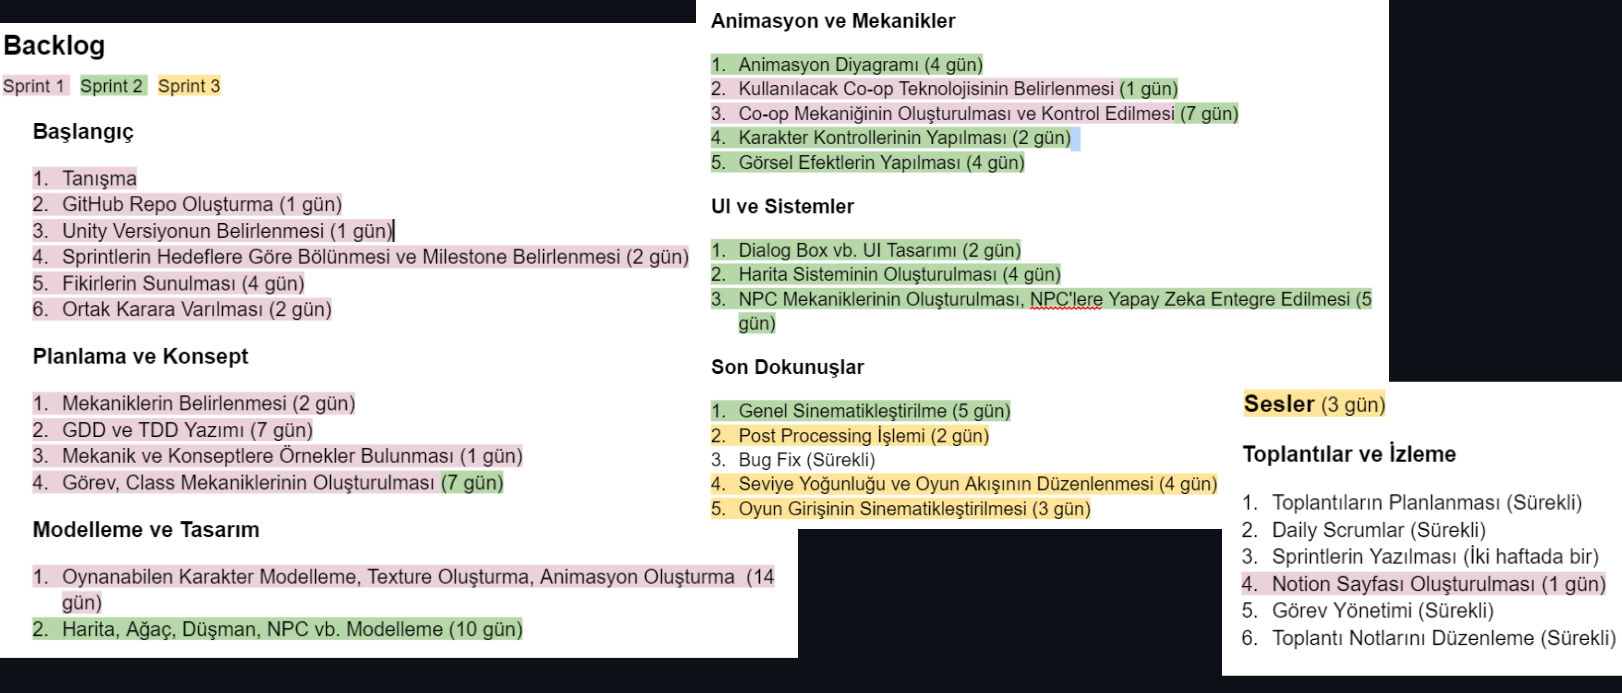 Backlog
Sprint 1 Sprint 2 Sprint 3
Başlangıç
1. Tanışma
2. GitHub Repo Oluşturma (1 gün)
3. Unity Versiyonun Belirlenmesi (1 gün)
4. Sprintlerin Hedeflere Göre Bölünmesi ve Milestone Belirlenmesi (2 gün)
5. Fikirlerin Sunulması (4 gün)
6. Ortak Karara Varılması (2 gün)
Planlama ve Konsept
1. Mekaniklerin Belirlenmesi (2 gün)
2. GDD ve TDD Yazımı (7 gün)
3. Mekanik ve Konseptlere Örnekler Bulunması (1 gün)
4. Görev, Class Mekaniklerinin Oluşturulması (7 gün)
Modelleme ve Tasarım
1. Oynanabilen Karakter Modelleme, Texture Oluşturma, Animasyon Oluşturma (14
gün)
2. Harita, Ağaç, Düşman, NPC vb. Modelleme (10 gün)
Animasyon ve Mekanikler
1. Animasyon Diyagramı (4 gün)
2. Kullanılacak Co-op Teknolojisinin Belirlenmesi (1 gün)
3. Co-op Mekaniğinin Oluşturulması ve Kontrol Edilmesi (7 gün)
4. Karakter Kontrollerinin Yapılması (2 gün)
5. Görsel Efektlerin Yapılması (4 gün)
UI ve Sistemler
1. Dialog Box vb. UI Tasarımı (2 gün)
2. Harita Sisteminin Oluşturulması (4 gün)
3. NPC Mekaniklerinin Oluşturulması, NPC'lere Yapay Zeka Entegre Edilmesi (5
gün)
Son Dokunuşlar
1. Genel Sinematikleştirilme (5 gün)
2. Post Processing İşlemi (2 gün)
3. Bug Fix (Sürekli)
4. Seviye Yoğunluğu ve Oyun Akışının Düzenlenmesi (4 gün)
5. Oyun Girişinin Sinematikleştirilmesi (3 gün)
Sesler (3 gün)
Toplantılar ve İzleme
1. Toplantıların Planlanması (Sürekli)
2. Daily Scrumlar (Sürekli)
3. Sprintlerin Yazılması (İki haftada bir)
4. Notion Sayfası Oluşturulması (1 gün)
5. Görev Yönetimi (Sürekli)
6. Toplantı Notlarını Düzenleme (Sürekli)